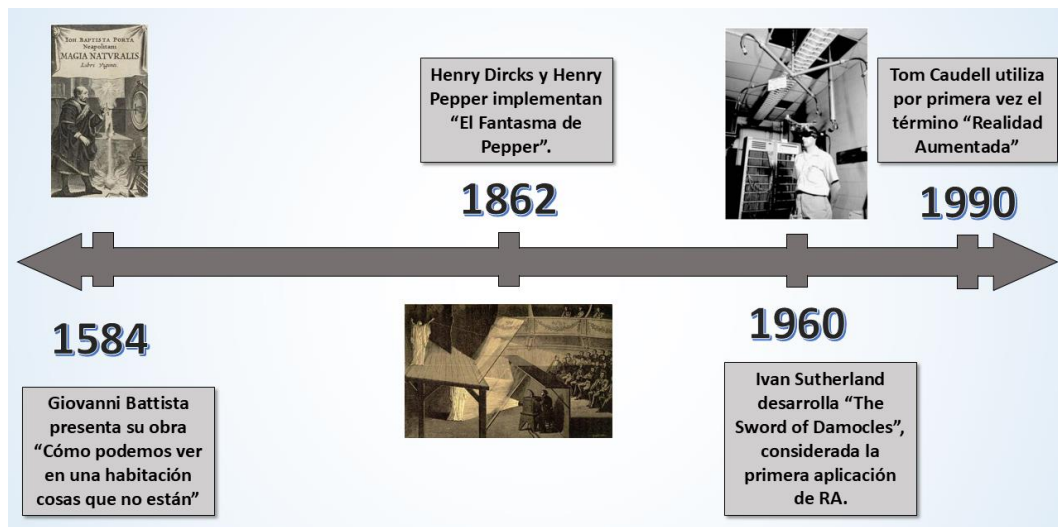 IOH. BAPTISTA PORTA
Neapolitani
MAGIA NATVRALIS
Libri Viginti.
1584
Giovanni Battista
presenta su obra
“Cómo podemos ver
en una habitación
cosas que no están”
Henry Dircks y Henry
Pepper implementan
“El Fantasma de
Pepper”.
1862
1960
Ivan Sutherland
desarrolla “The
Sword of Damocles”,
considerada la
primera aplicación
de RA.
Tom Caudell utiliza
por primera vez el
término “Realidad
Aumentada”
1990